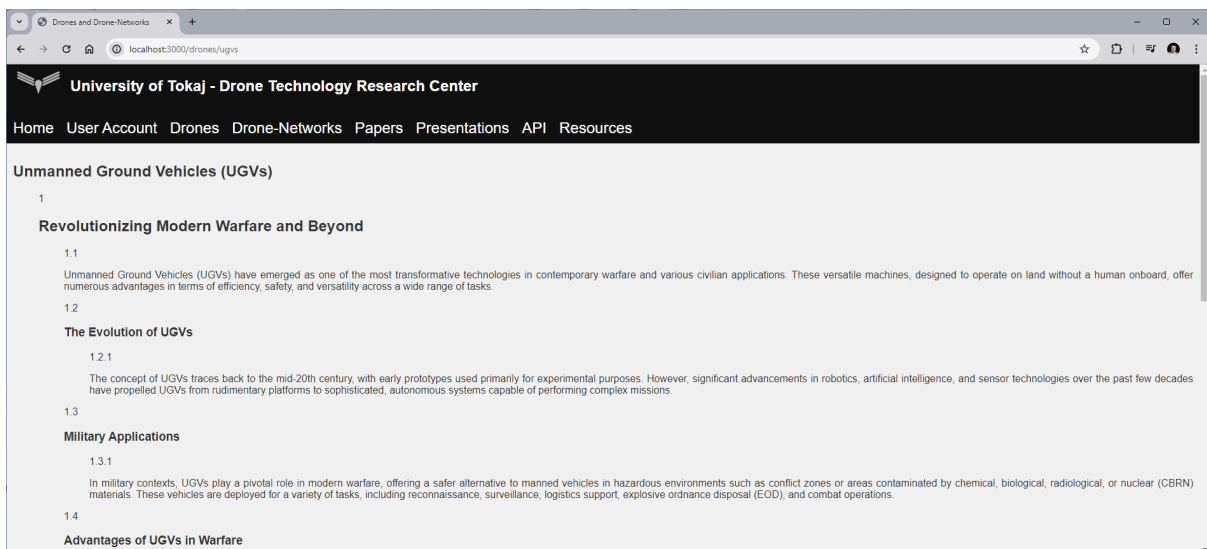 Drones and Drone-Networks
localhost:3000/drones/ugvs
University of Tokaj - Drone Technology Research Center
Home User Account Drones Drone-Networks Papers Presentations API Resources
Unmanned Ground Vehicles (UGVs)
1
Revolutionizing Modern Warfare and Beyond
1.1
Unmanned Ground Vehicles (UGVs) have emerged as one of the most transformative technologies in contemporary warfare and various civilian applications. These versatile machines, designed to operate on land without a human onboard, offer
numerous advantages in terms of efficiency, safety, and versatility across a wide range of tasks.
1.2
The Evolution of UGVs
1.2.1
The concept of UGVs traces back to the mid-20th century, with early prototypes used primarily for experimental purposes. However, significant advancements in robotics, artificial intelligence, and sensor technologies over the past few decades
have propelled UGVs from rudimentary platforms to sophisticated, autonomous systems capable of performing complex missions.
1.3
Military Applications
1.3.1
In military contexts, UGVs play a pivotal role in modern warfare, offering a safer alternative to manned vehicles in hazardous environments such as conflict zones or areas contaminated by chemical, biological, radiological, or nuclear (CBRN)
materials. These vehicles are deployed for a variety of tasks, including reconnaissance, surveillance, logistics support, explosive ordnance disposal (EOD), and combat operations.
1.4
Advantages of UGVs in Warfare